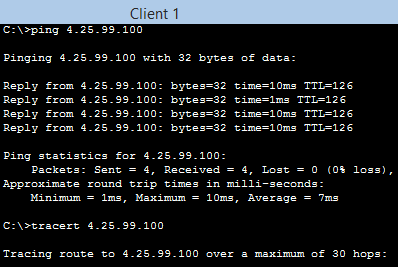 Client 1
C:\>ping 4.25.99.100
Pinging 4.25.99.100 with 32 bytes of data:
Reply from 4.25.99.100: bytes=32 time=10ms TTL=126
Reply from 4.25.99.100: bytes=32 time=1ms TTL=126
Reply from 4.25.99.100: bytes=32 time=10ms TTL=126
Reply from 4.25.99.100: bytes=32 time=10ms TTL=126
Ping statistics for 4.25.99.100:
    Packets: Sent = 4, Received = 4, Lost = 0 (0% loss),
Approximate round trip times in milli-seconds:
    Minimum = 1ms, Maximum = 10ms, Average = 7ms
C:\>tracert 4.25.99.100
Tracing route to 4.25.99.100 over a maximum of 30 hops: